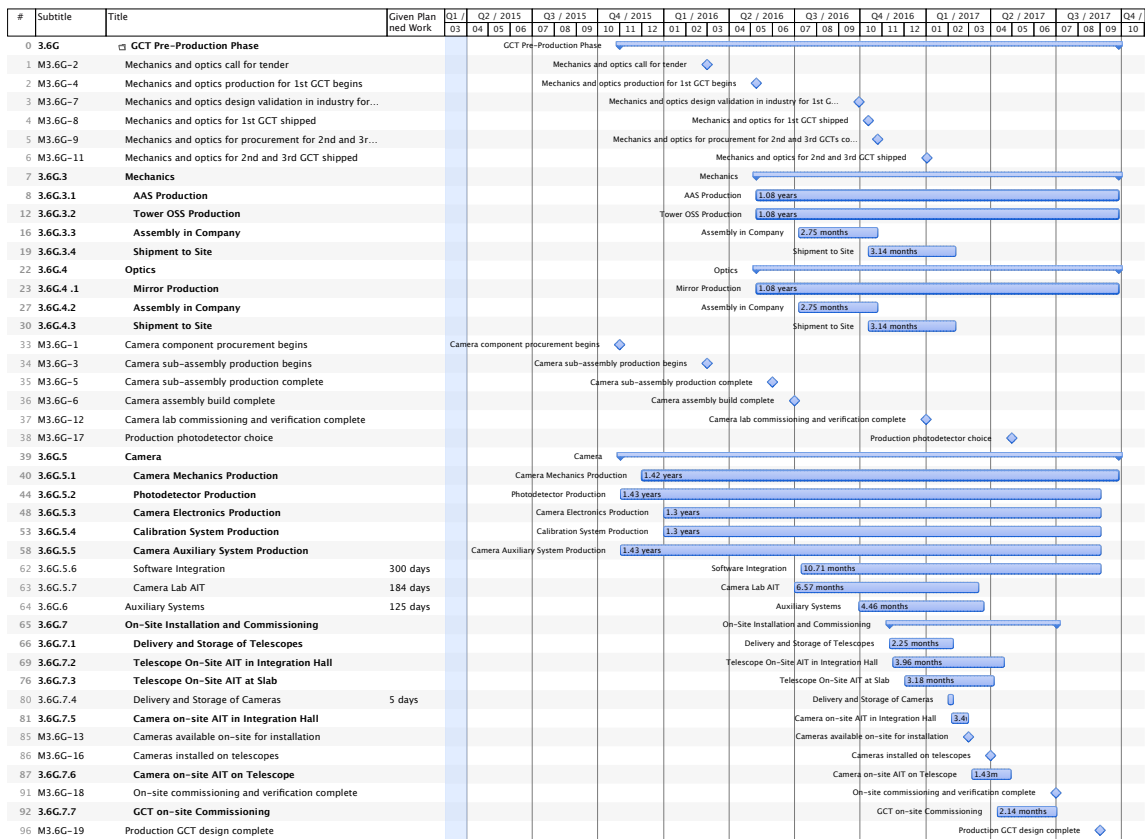 # Subtitle Title Given Plan Q1 / Q2 / 2015 Q3 / 2015 Q4 / 2015 Q1 / 2016 Q2 / 2016 Q3 / 2016 Q4 / 2016 Q1 / 2017 Q2 / 2017 Q3 / 2017 Q4 /
ned Work 03 04 05 06 07 08 09 10 11 12 01 02 03 04 05 06 07 08 09 10 11 12 01 02 03 04 05 06 07 08 09 10
0 3.6G GCT Pre-Production Phase GCT Pre-Production Phase
1 M3.6G-2 Mechanics and optics call for tender Mechanics and optics call for tender
2 M3.6G-4 Mechanics and optics production for 1st GCT begins Mechanics and optics production for 1st GCT begins
3 M3.6G-7 Mechanics and optics design validation in industry for... Mechanics and optics design validation in industry for 1st G...
4 M3.6G-8 Mechanics and optics for 1st GCT shipped Mechanics and optics for 1st GCT shipped
5 M3.6G-9 Mechanics and optics for procurement for 2nd and 3r... Mechanics and optics for procurement for 2nd and 3rd GCTs co...
6 M3.6G-11 Mechanics and optics for 2nd and 3rd GCT shipped Mechanics and optics for 2nd and 3rd GCT shipped
7 3.6G.3 Mechanics Mechanics
8 3.6G.3.1 AAS Production AAS Production 1.08 years
12 3.6G.3.2 Tower OSS Production Tower OSS Production 1.08 years
16 3.6G.3.3 Assembly in Company Assembly in Company 2.75 months
19 3.6G.3.4 Shipment to Site Shipment to Site 3.14 months
22 3.6G.4 Optics Optics
23 3.6G.4 .1 Mirror Production Mirror Production 1.08 years
27 3.6G.4.2 Assembly in Company Assembly in Company 2.75 months
30 3.6G.4.3 Shipment to Site Shipment to Site 3.14 months
33 M3.6G-1 Camera component procurement begins Camera component procurement begins
34 M3.6G-3 Camera sub-assembly production begins Camera sub-assembly production begins
35 M3.6G-5 Camera sub-assembly production complete Camera sub-assembly production complete
36 M3.6G-6 Camera assembly build complete Camera assembly build complete
37 M3.6G-12 Camera lab commissioning and verification complete Camera lab commissioning and verification complete
38 M3.6G-17 Production photodetector choice Production photodetector choice
39 3.6G.5 Camera Camera
40 3.6G.5.1 Camera Mechanics Production Camera Mechanics Production 1.42 years
44 3.6G.5.2 Photodetector Production Photodetector Production 1.43 years
48 3.6G.5.3 Camera Electronics Production Camera Electronics Production 1.3 years
53 3.6G.5.4 Calibration System Production Calibration System Production 1.3 years
58 3.6G.5.5 Camera Auxiliary System Production Camera Auxiliary System Production 1.43 years
62 3.6G.5.6 Software Integration 300 days Software Integration 10.71 months
63 3.6G.5.7 Camera Lab AIT 184 days Camera Lab AIT 6.57 months
64 3.6G.6 Auxiliary Systems 125 days Auxiliary Systems 4.46 months
65 3.6G.7 On-Site Installation and Commissioning On-Site Installation and Commissioning
66 3.6G.7.1 Delivery and Storage of Telescopes Delivery and Storage of Telescopes 2.25 months
69 3.6G.7.2 Telescope On-Site AIT in Integration Hall Telescope On-Site AIT in Integration Hall 3.96 months
76 3.6G.7.3 Telescope On-Site AIT at Slab Telescope On-Site AIT at Slab 3.18 months
80 3.6G.7.4 Delivery and Storage of Cameras 5 days Delivery and Storage of Cameras
81 3.6G.7.5 Camera on-site AIT in Integration Hall Camera on-site AIT in Integration Hall
85 M3.6G-13 Cameras available on-site for installation Cameras available on-site for installation
86 M3.6G-16 Cameras installed on telescopes Cameras installed on telescopes
87 3.6G.7.6 Camera on-site AIT on Telescope Camera on-site AIT on Telescope 1.43m
91 M3.6G-18 On-site commissioning and verification complete On-site commissioning and verification complete
92 3.6G.7.7 GCT on-site Commissioning GCT on-site Commissioning 2.14 months
96 M3.6G-19 Production GCT design complete Production GCT design complete